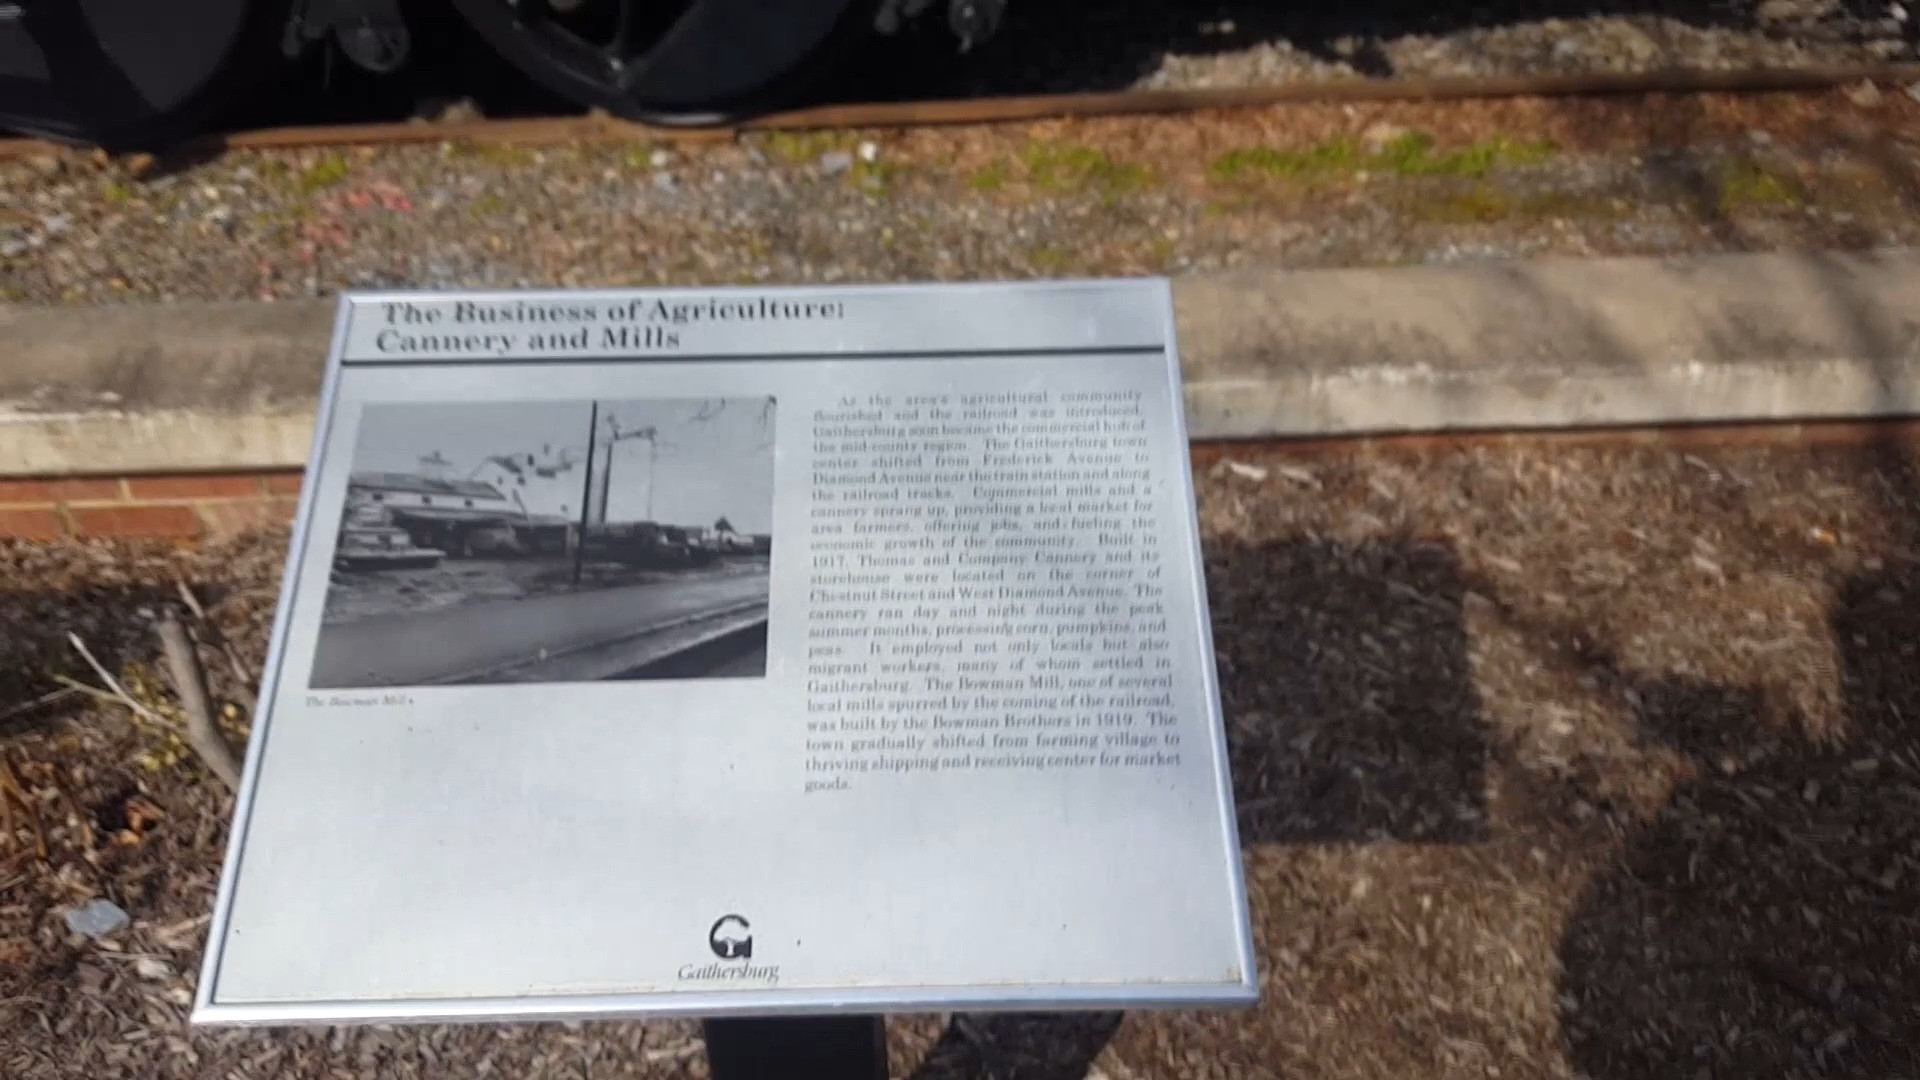 The Business of Agriculture:
Cannery and Mills
As the area's agricultural community
flourished and the railroad was introduced,
Gaithersburg soon became the commercial hub of
the mid-county region. The Gaithersburg town
center shifted from Frederick Avenue to
Diamond Avenue near the train station and along
the railroad tracks. Commercial mills and a
cannery sprang up, providing a local market for
area farmers, offering jobs, and fueling the
economic growth of the community. Built in
1917, Thomas and Company Cannery and its
storehouse were located on the corner of
Chestnut Street and West Diamond Avenue. The
cannery ran day and night during the peak
summer months, processing corn, pumpkins, and
peas. It employed not only locals but also
migrant workers, many of whom settled in
Gaithersburg. The Bowman Mill, one of several
local mills spurred by the coming of the railroad,
was built by the Bowman Brothers in 1919. The
town gradually shifted from farming village to
thriving shipping and receiving center for market
goods.
The Bowman Mill
Gaithersburg